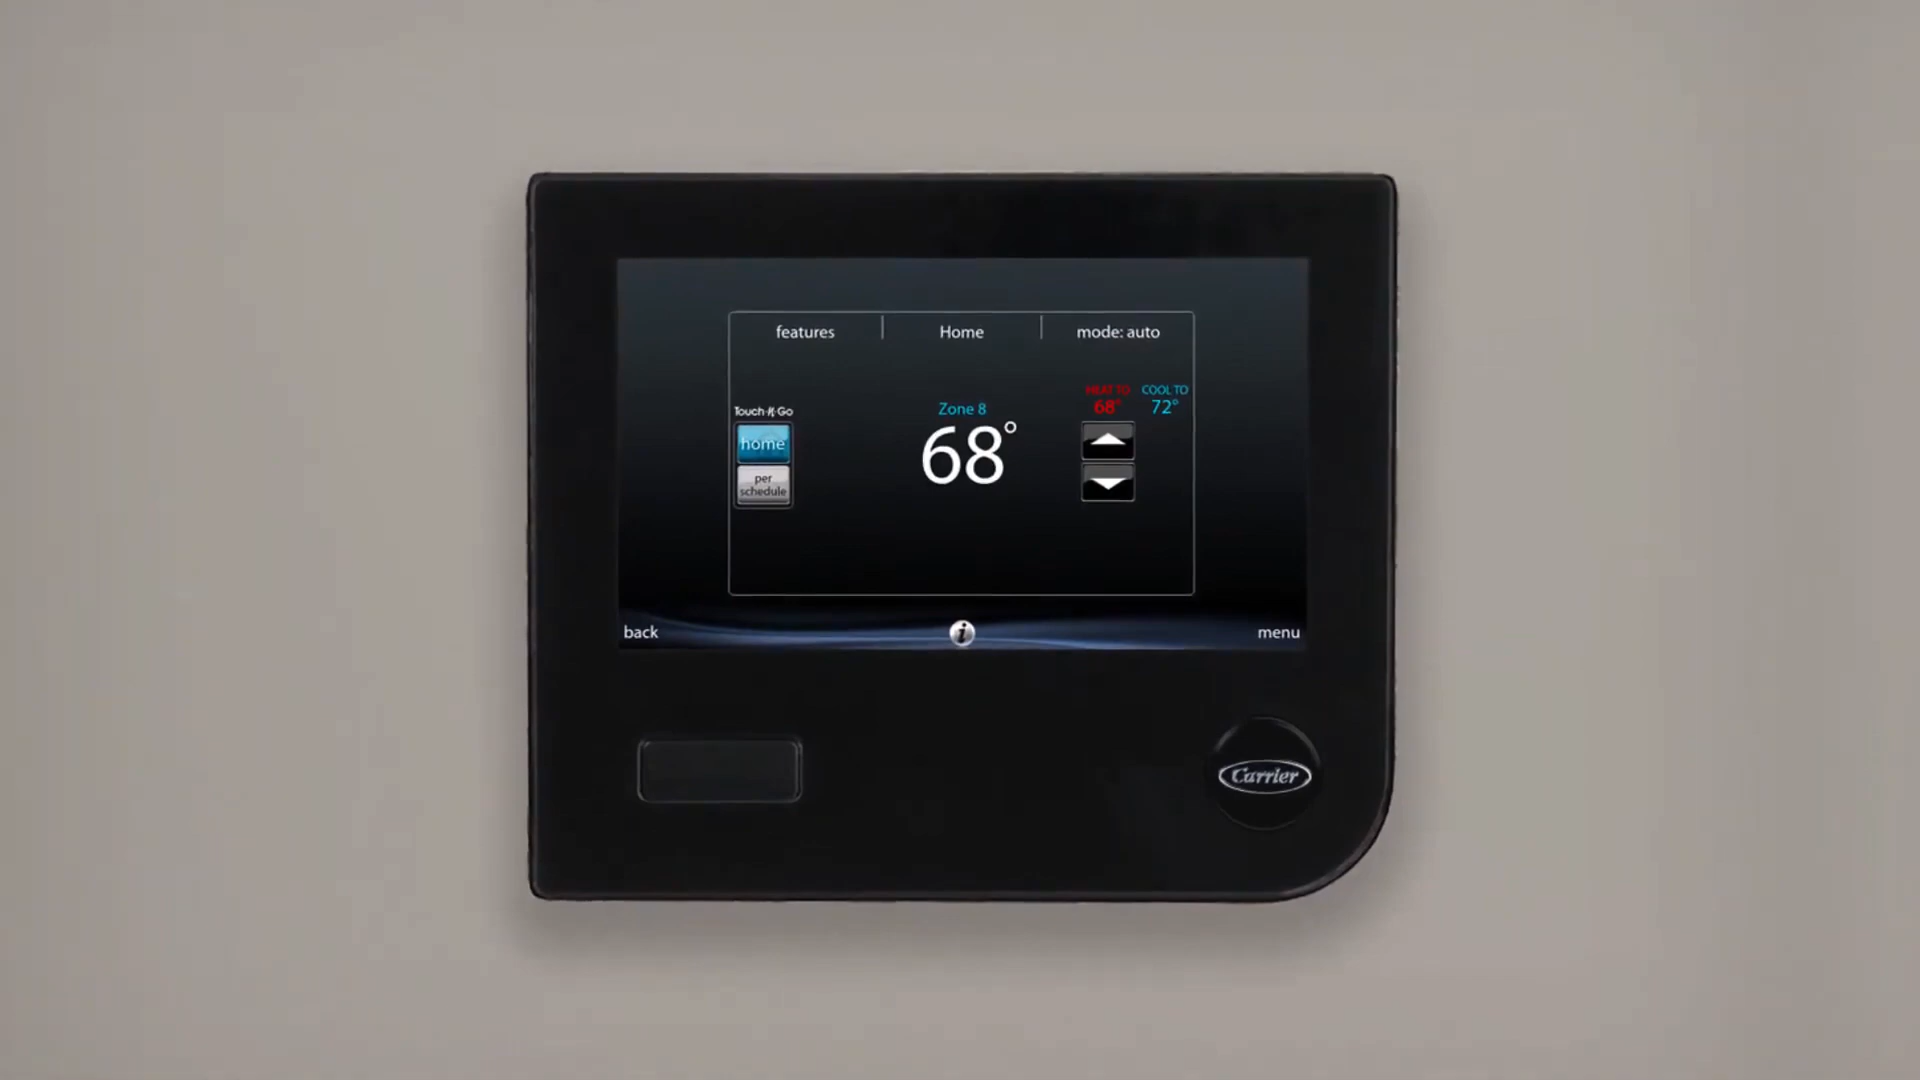 features Home mode: auto
HEAT TO COOL TO
68° 72°
Touch-N-Go
Zone 8
home
68°
per
schedule
back i menu
Carrier